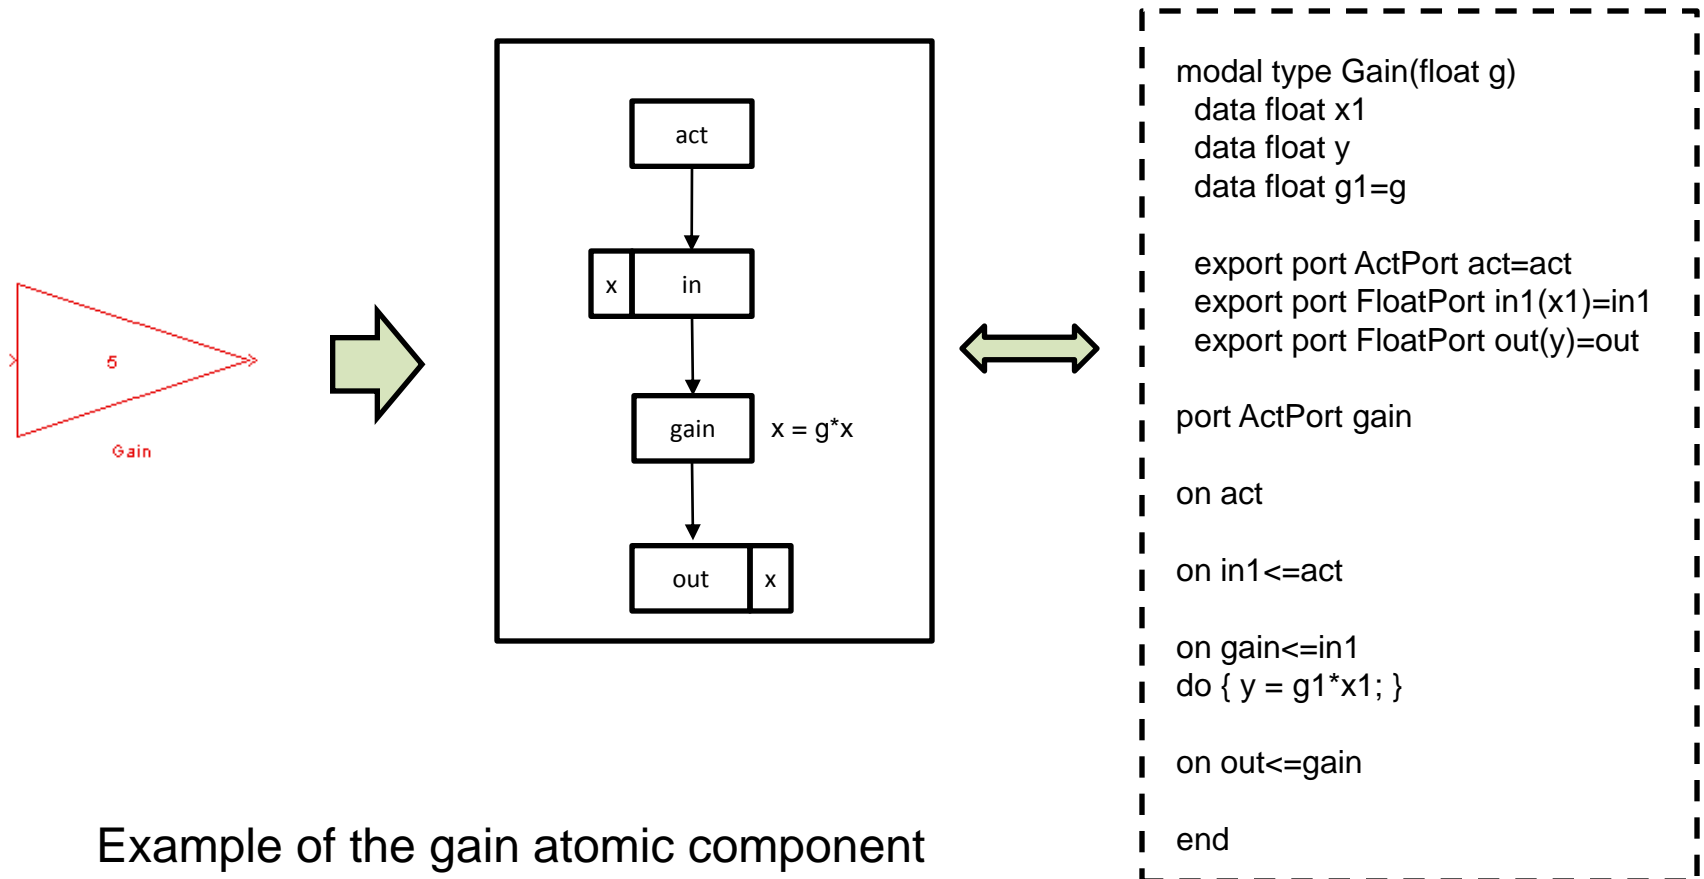 5
Gain
act
x in
gain x = g*x
out x
modal type Gain(float g)
data float x1
data float y
data float g1=g
export port ActPort act=act
export port FloatPort in1(x1)=in1
export port FloatPort out(y)=out
port ActPort gain
on act
on in1<=act
on gain<=in1
do { y = g1*x1; }
on out<=gain
end
Example of the gain atomic component